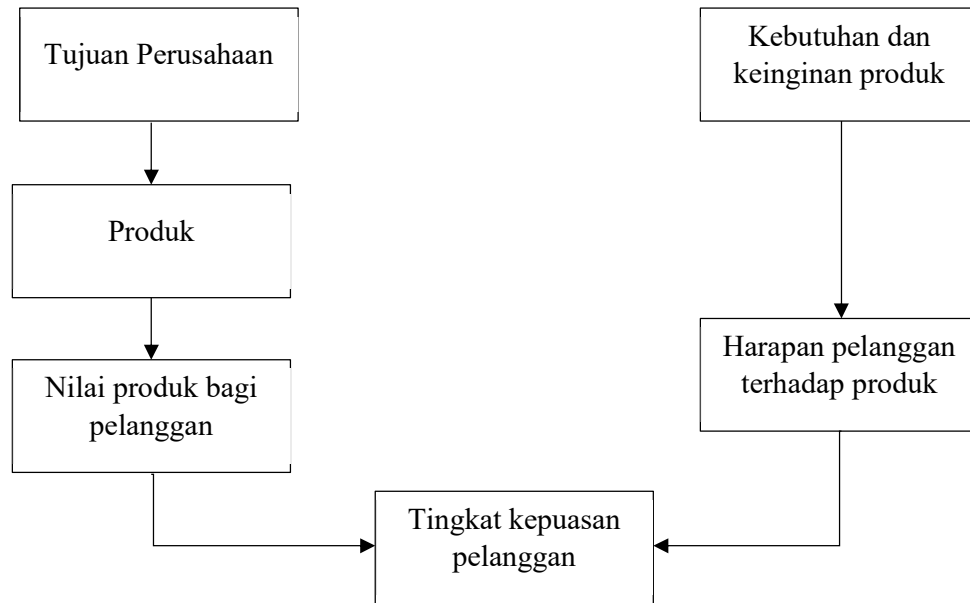 Tujuan Perusahaan
Kebutuhan dan
keinginan produk
Produk
Nilai produk bagi
pelanggan
Harapan pelanggan
terhadap produk
Tingkat kepuasan
pelanggan